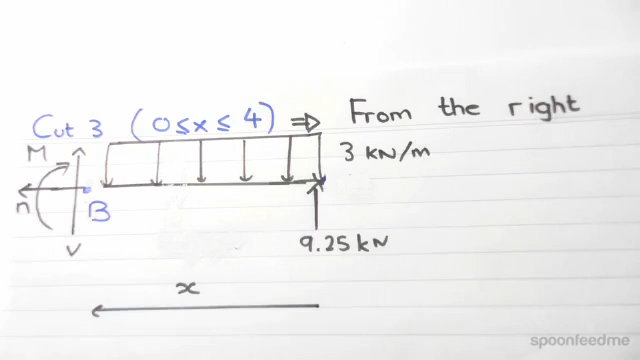 Cut 3 (0≤x≤4) ⇒ From the right
M
3 kN/m
n
B
v
9.25 kN
x
spoonfeedme